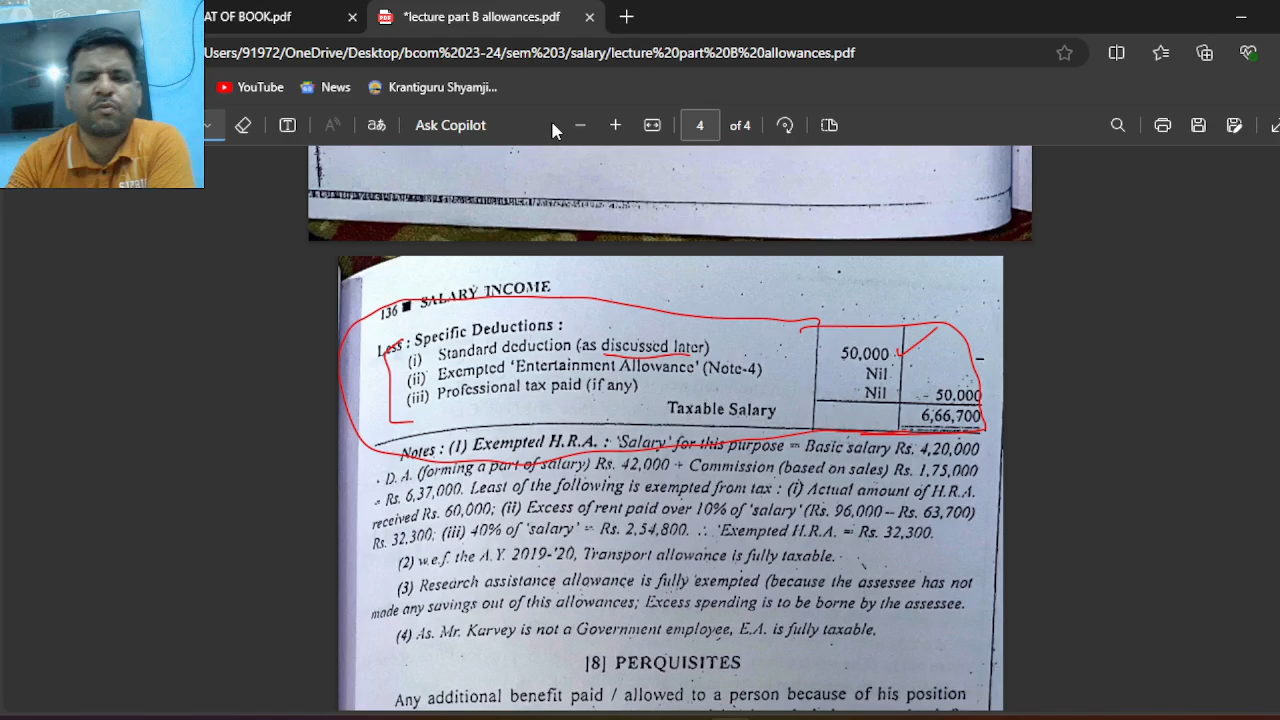 AT OF BOOK.pdf
*lecture part B allowances.pdf
Users/91972/OneDrive/Desktop/bcom%2023-24/sem%203/salary/lecture%20part%20B%20allowances.pdf
YouTube News Krantiguru Shyamji...
aあ Ask Copilot 4 of 4
136 ■ SALARY INCOME
Less : Specific Deductions :
(i) Standard deduction (as discussed later) 50,000
(ii) Exempted 'Entertainment Allowance' (Note-4) Nil
(iii) Professional tax paid (if any) Nil - 50,000
Taxable Salary 6,66,700
Notes : (1) Exempted H.R.A. : 'Salary' for this purpose = Basic salary Rs. 4,20,000
D. A. (forming a part of salary) Rs. 42,000 + Commission (based on sales) Rs. 1,75,000
= Rs. 6,37,000. Least of the following is exempted from tax : (i) Actual amount of H.R.A.
received Rs. 60,000; (ii) Excess of rent paid over 10% of 'salary' (Rs. 96,000 – Rs. 63,700)
Rs. 32,300; (iii) 40% of 'salary' = Rs. 2,54,800. ∴ Exempted H.R.A. = Rs. 32,300.
(2) w.e.f. the A.Y. 2019-'20, Transport allowance is fully taxable.
(3) Research assistance allowance is fully exempted (because the assessee has not
made any savings out of this allowances; Excess spending is to be borne by the assessee.
(4) As. Mr. Karvey is not a Government employee, E.A. is fully taxable.
[8] PERQUISITES
Any additional benefit paid / allowed to a person because of his position